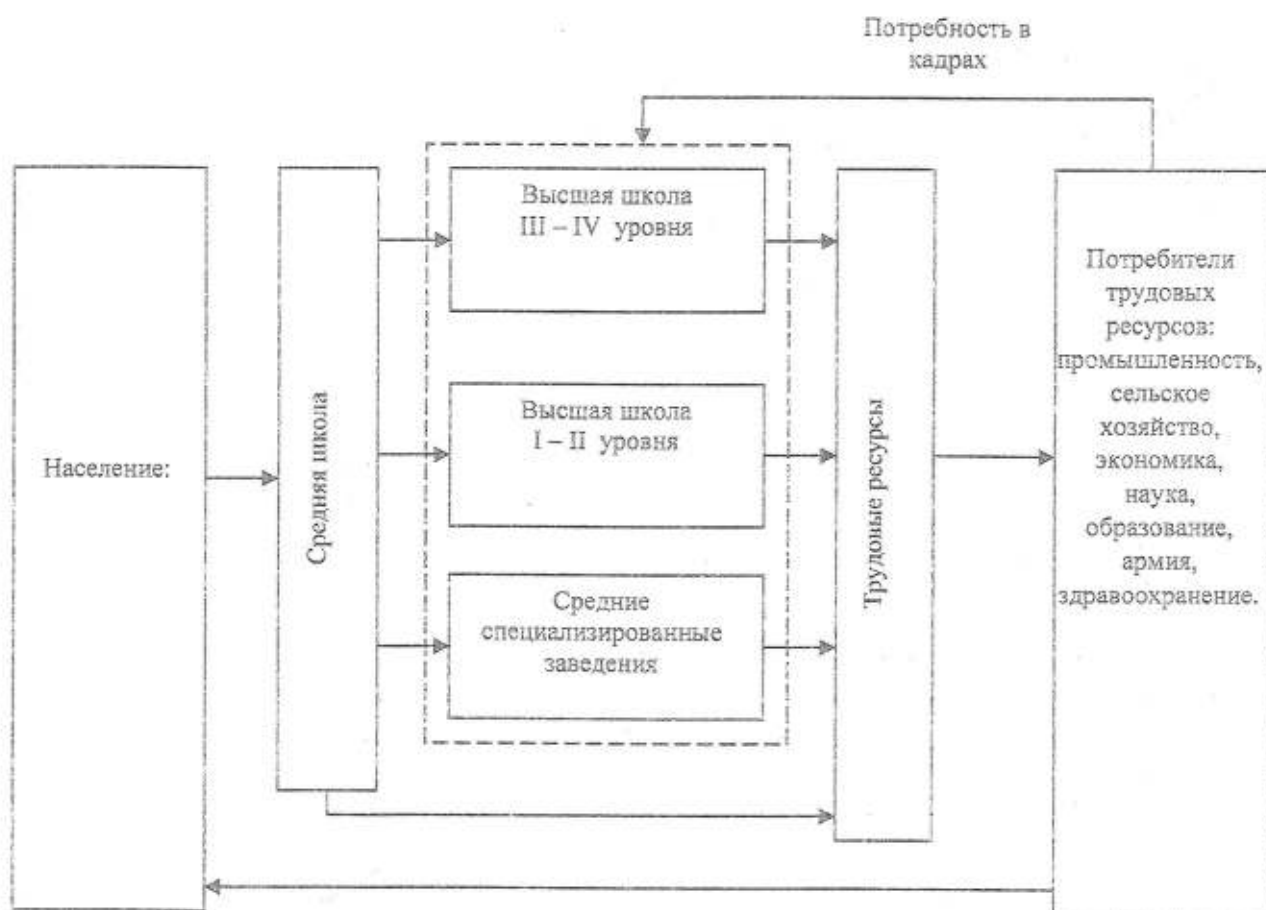 Потребность в
кадрах
Население:
Средняя школа
Высшая школа
III – IV уровня
Высшая школа
I – II уровня
Средние
специализированные
заведения
Трудовые ресурсы
Потребители
трудовых
ресурсов:
промышленность,
сельское
хозяйство,
экономика,
наука,
образование,
армия,
здравоохранение.